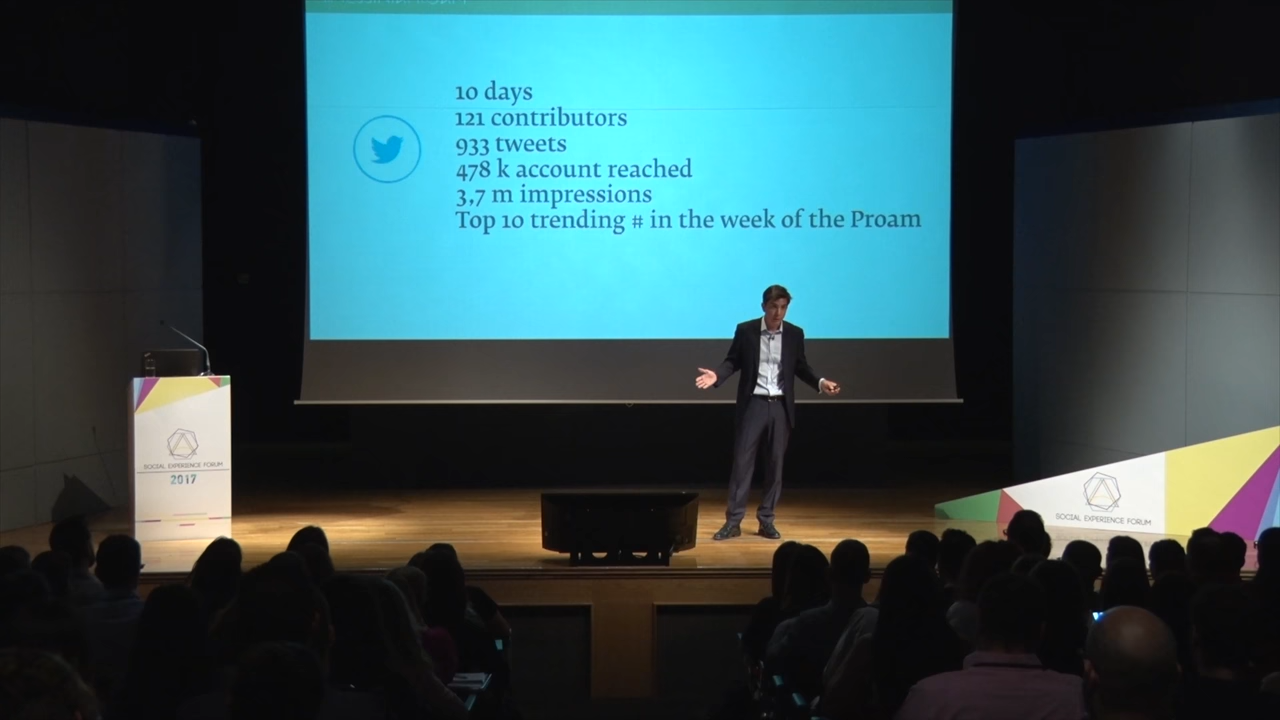 10 days
121 contributors
933 tweets
478 k account reached
3,7 m impressions
Top 10 trending # in the week of the Proam
SOCIAL EXPERIENCE FORUM
2017
SOCIAL EXPERIENCE FORUM